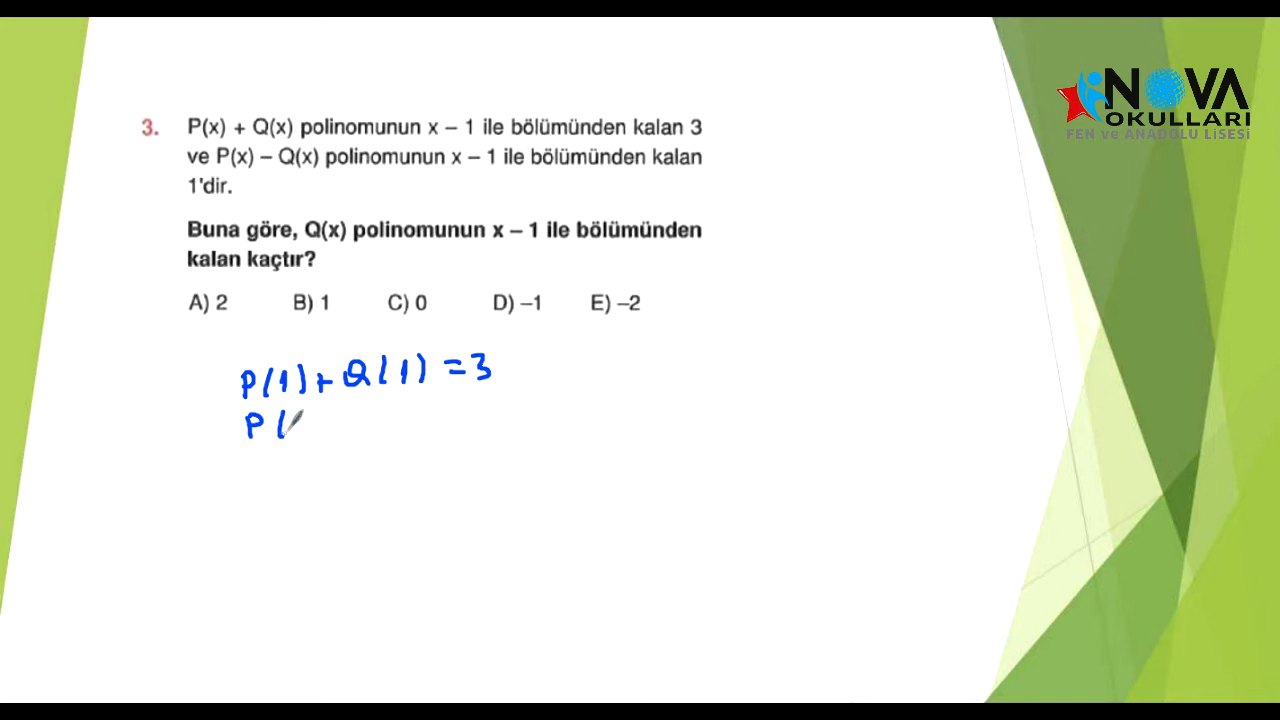 NOVA
OKULLARI
FEN ve ANADOLU LİSESİ
3. P(x) + Q(x) polinomunun x – 1 ile bölümünden kalan 3
ve P(x) – Q(x) polinomunun x – 1 ile bölümünden kalan
1'dir.
Buna göre, Q(x) polinomunun x – 1 ile bölümünden
kalan kaçtır?
A) 2 B) 1 C) 0 D) –1 E) –2
P(1)+Q(1)=3
P(